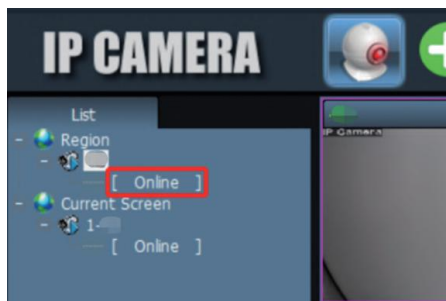 IP CAMERA
List
Region
[ Online ]
Current Screen
1-
[ Online ]
IP Camera